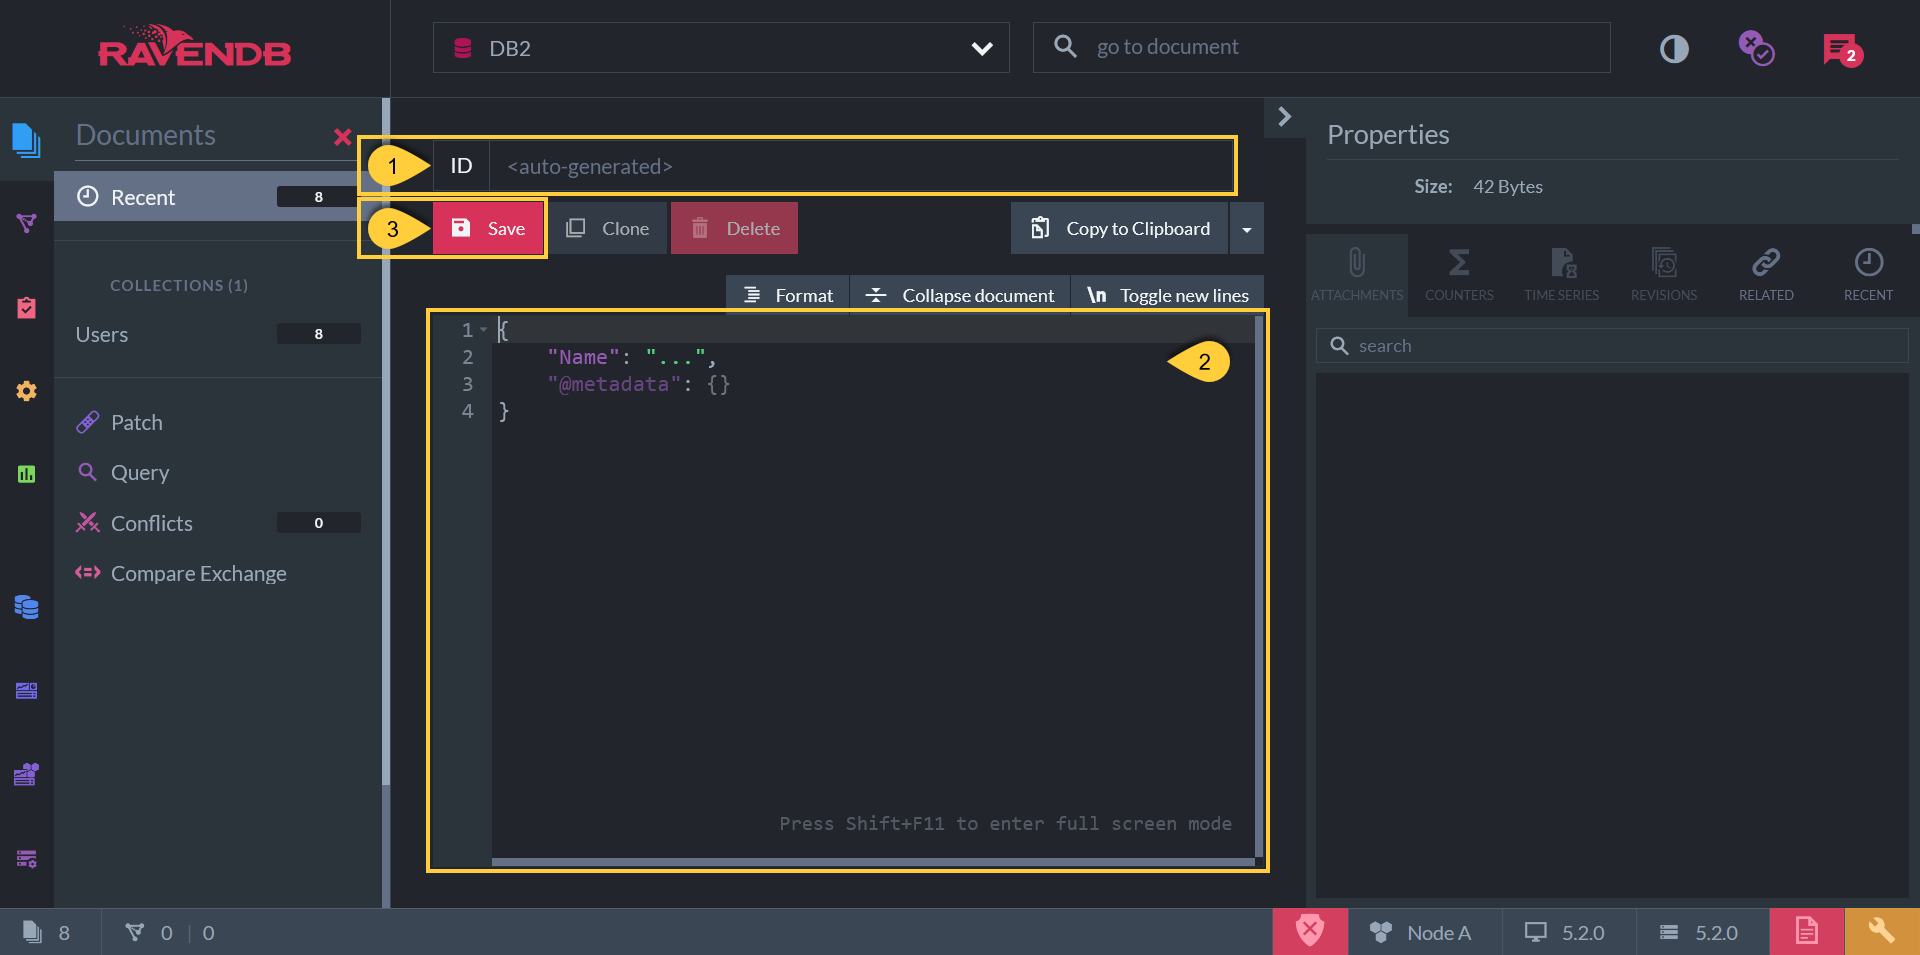 RAVENDB
DB2
go to document
2
Documents
Recent
8
COLLECTIONS (1)
Users
8
Patch
Query
Conflicts
0
Compare Exchange
1
ID
<auto-generated>
3
Save
Clone
Delete
Copy to Clipboard
Format
Collapse document
\n Toggle new lines
1 {
2 "Name": "...",
3 "@metadata": {}
4 }
2
Press Shift+F11 to enter full screen mode
Properties
Size: 42 Bytes
ATTACHMENTS
COUNTERS
TIME SERIES
REVISIONS
RELATED
RECENT
search
8
0 | 0
Node A
5.2.0
5.2.0